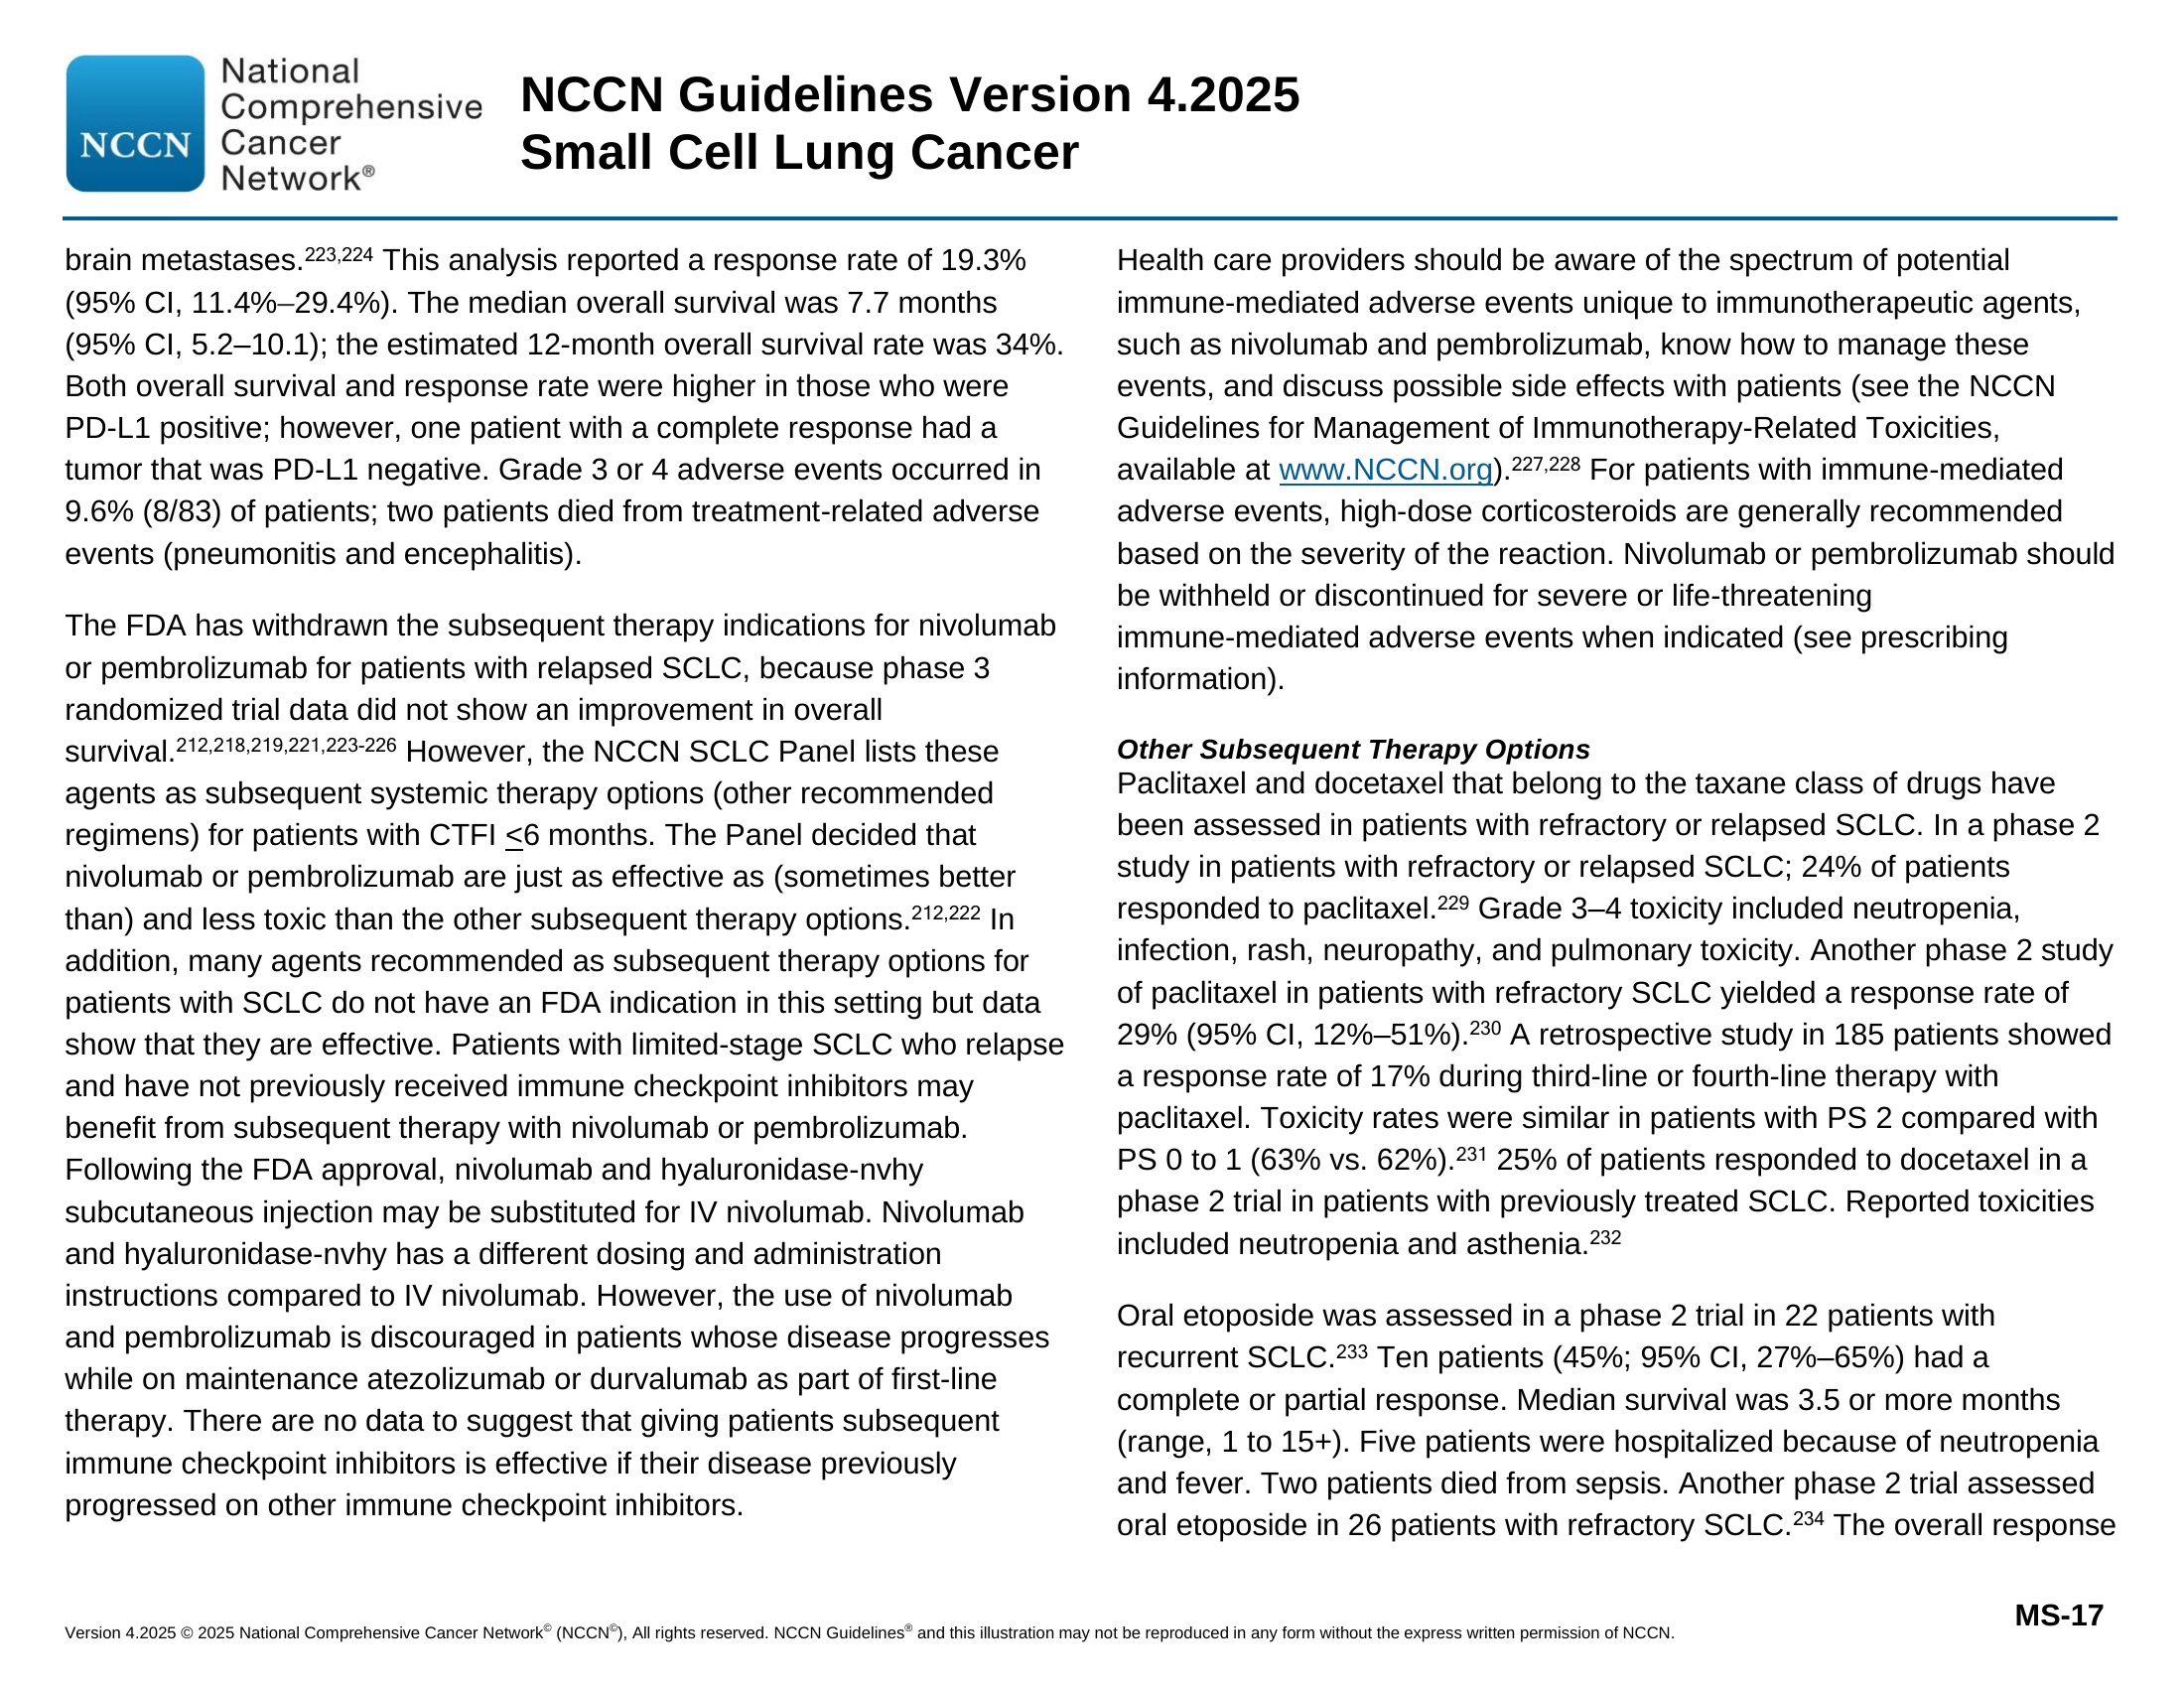 National
Comprehensive
NCCN Cancer
Network®
NCCN Guidelines Version 4.2025
Small Cell Lung Cancer
brain metastases.223,224 This analysis reported a response rate of 19.3%
(95% CI, 11.4%–29.4%). The median overall survival was 7.7 months
(95% CI, 5.2–10.1); the estimated 12-month overall survival rate was 34%.
Both overall survival and response rate were higher in those who were
PD-L1 positive; however, one patient with a complete response had a
tumor that was PD-L1 negative. Grade 3 or 4 adverse events occurred in
9.6% (8/83) of patients; two patients died from treatment-related adverse
events (pneumonitis and encephalitis).
The FDA has withdrawn the subsequent therapy indications for nivolumab
or pembrolizumab for patients with relapsed SCLC, because phase 3
randomized trial data did not show an improvement in overall
survival.212,218,219,221,223-226 However, the NCCN SCLC Panel lists these
agents as subsequent systemic therapy options (other recommended
regimens) for patients with CTFI <6 months. The Panel decided that
nivolumab or pembrolizumab are just as effective as (sometimes better
than) and less toxic than the other subsequent therapy options.212,222 In
addition, many agents recommended as subsequent therapy options for
patients with SCLC do not have an FDA indication in this setting but data
show that they are effective. Patients with limited-stage SCLC who relapse
and have not previously received immune checkpoint inhibitors may
benefit from subsequent therapy with nivolumab or pembrolizumab.
Following the FDA approval, nivolumab and hyaluronidase-nvhy
subcutaneous injection may be substituted for IV nivolumab. Nivolumab
and hyaluronidase-nvhy has a different dosing and administration
instructions compared to IV nivolumab. However, the use of nivolumab
and pembrolizumab is discouraged in patients whose disease progresses
while on maintenance atezolizumab or durvalumab as part of first-line
therapy. There are no data to suggest that giving patients subsequent
immune checkpoint inhibitors is effective if their disease previously
progressed on other immune checkpoint inhibitors.
Health care providers should be aware of the spectrum of potential
immune-mediated adverse events unique to immunotherapeutic agents,
such as nivolumab and pembrolizumab, know how to manage these
events, and discuss possible side effects with patients (see the NCCN
Guidelines for Management of Immunotherapy-Related Toxicities,
available at www.NCCN.org).227,228 For patients with immune-mediated
adverse events, high-dose corticosteroids are generally recommended
based on the severity of the reaction. Nivolumab or pembrolizumab should
be withheld or discontinued for severe or life-threatening
immune-mediated adverse events when indicated (see prescribing
information).
Other Subsequent Therapy Options
Paclitaxel and docetaxel that belong to the taxane class of drugs have
been assessed in patients with refractory or relapsed SCLC. In a phase 2
study in patients with refractory or relapsed SCLC; 24% of patients
responded to paclitaxel.229 Grade 3–4 toxicity included neutropenia,
infection, rash, neuropathy, and pulmonary toxicity. Another phase 2 study
of paclitaxel in patients with refractory SCLC yielded a response rate of
29% (95% CI, 12%–51%).230 A retrospective study in 185 patients showed
a response rate of 17% during third-line or fourth-line therapy with
paclitaxel. Toxicity rates were similar in patients with PS 2 compared with
PS 0 to 1 (63% vs. 62%).231 25% of patients responded to docetaxel in a
phase 2 trial in patients with previously treated SCLC. Reported toxicities
included neutropenia and asthenia.232
Oral etoposide was assessed in a phase 2 trial in 22 patients with
recurrent SCLC.233 Ten patients (45%; 95% CI, 27%–65%) had a
complete or partial response. Median survival was 3.5 or more months
(range, 1 to 15+). Five patients were hospitalized because of neutropenia
and fever. Two patients died from sepsis. Another phase 2 trial assessed
oral etoposide in 26 patients with refractory SCLC.234 The overall response
MS-17
Version 4.2025 © 2025 National Comprehensive Cancer Network© (NCCN©), All rights reserved. NCCN Guidelines® and this illustration may not be reproduced in any form without the express written permission of NCCN.